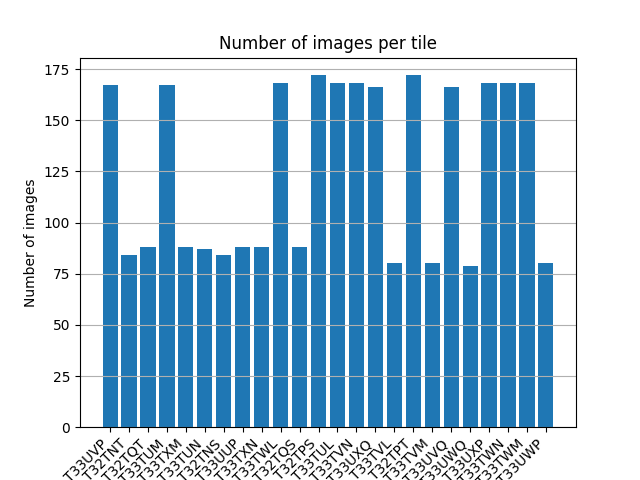 Number of images per tile
Number of images
175
150
125
100
75
50
25
0
T33UVP
T32TNT
T32TQT
T33TUM
T33TXM
T33TUN
T32TNS
T33UUP
T33TXN
T33TWL
T32TQS
T32TPS
T33TUL
T33TVN
T33UXQ
T33TVL
T32TPT
T33TVM
T33UVQ
T33UWQ
T33UXP
T33TWN
T33TWM
T33UWP